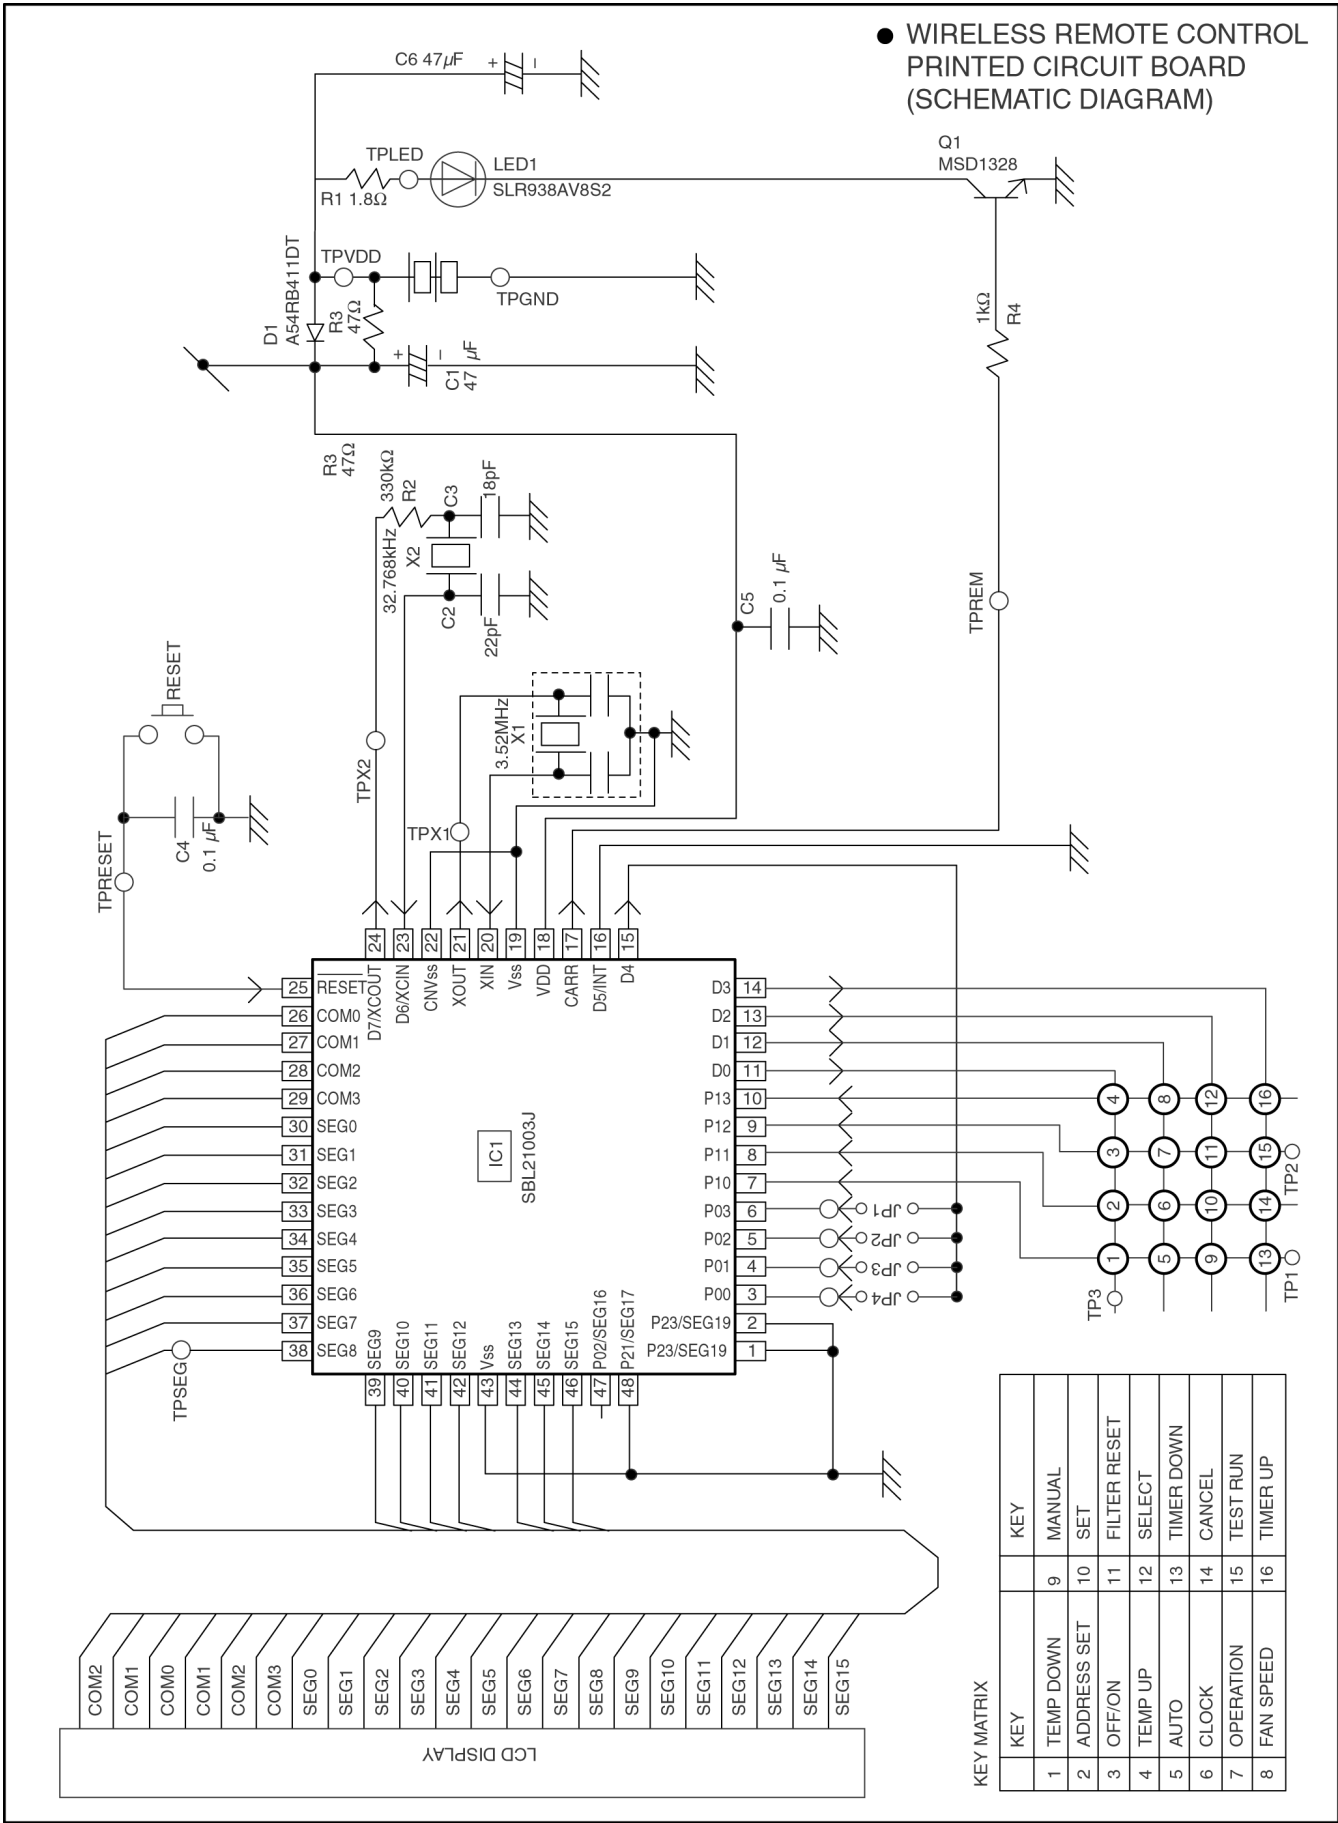 ● WIRELESS REMOTE CONTROL
PRINTED CIRCUIT BOARD
(SCHEMATIC DIAGRAM)
C6 47µF
+
–
TPLED
R1 1.8Ω
LED1
SLR938AV8S2
Q1
MSD1328
D1
A54RB411DT
TPVDD
R3
47Ω
TPGND
+
–
C1
47 µF
1kΩ
R4
R3
47Ω
330kΩ
R2
C3
18pF
32.768kHz
X2
C2
22pF
C5
0.1 µF
TPREM
RESET
TPX2
3.52MHz
X1
TPX1
C4
0.1 µF
TPRESET
24
23
22
21
20
19
18
17
16
15
D7/XCOUT
D6/XCIN
CNVss
XOUT
XIN
Vss
VDD
CARR
D5/INT
D4
25 RESET
26 COM0
27 COM1
28 COM2
29 COM3
30 SEG0
31 SEG1
32 SEG2
33 SEG3
34 SEG4
35 SEG5
36 SEG6
37 SEG7
38 SEG8
TPSEG
IC1
SBL21003J
D3 14
D2 13
D1 12
D0 11
P13 10
P12 9
P11 8
P10 7
P03 6
P02 5
P01 4
P00 3
P23/SEG19 2
P23/SEG19 1
JP1
JP2
JP3
JP4
4 8 12 16
3 7 11 15
2 6 10 14
1 5 9 13
TP2
TP1
TP3
SEG9
SEG10
SEG11
SEG12
Vss
SEG13
SEG14
SEG15
P02/SEG16
P21/SEG17
39
40
41
42
43
44
45
46
47
48
COM2
COM1
COM0
COM1
COM2
COM3
SEG0
SEG1
SEG2
SEG3
SEG4
SEG5
SEG6
SEG7
SEG8
SEG9
SEG10
SEG11
SEG12
SEG13
SEG14
SEG15
LCD DISPLAY
KEY MATRIX
KEY KEY
1 TEMP DOWN 9 MANUAL
2 ADDRESS SET 10 SET
3 OFF/ON 11 FILTER RESET
4 TEMP UP 12 SELECT
5 AUTO 13 TIMER DOWN
6 CLOCK 14 CANCEL
7 OPERATION 15 TEST RUN
8 FAN SPEED 16 TIMER UP